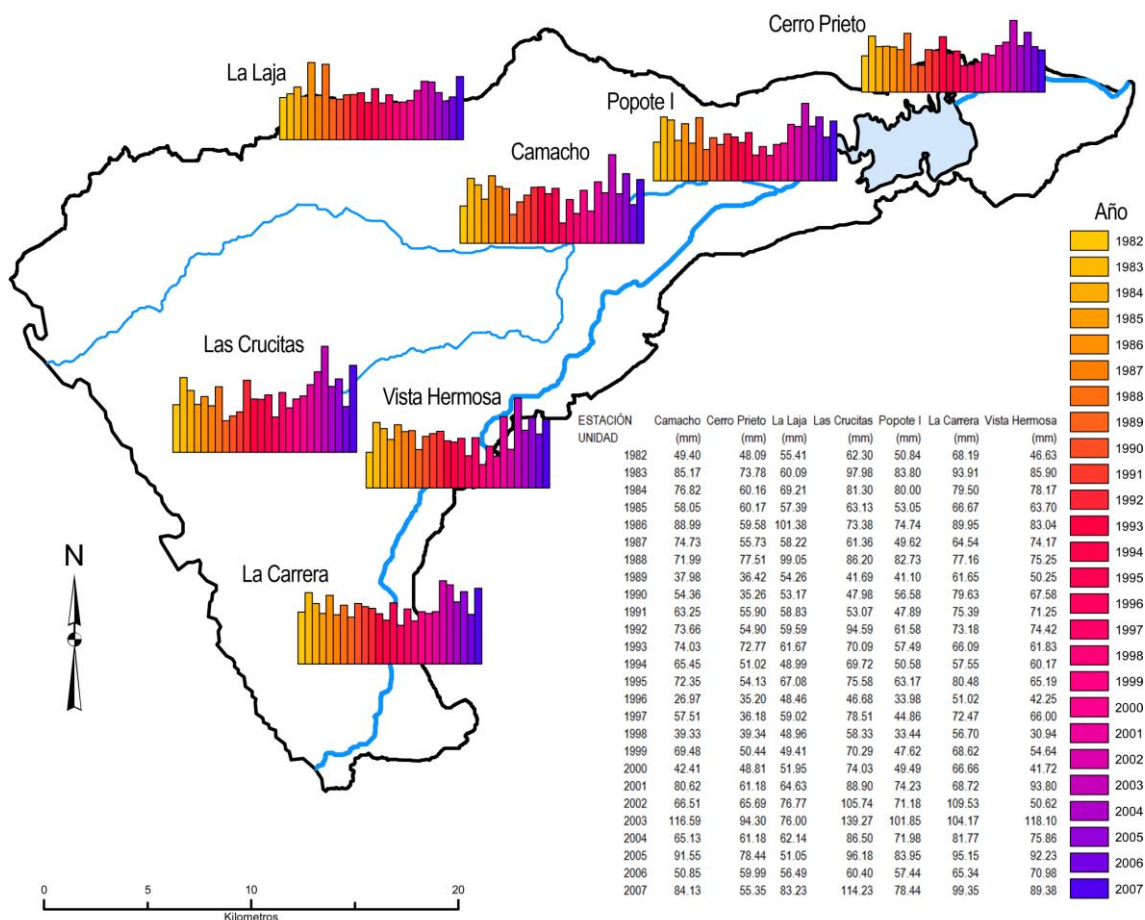 Cerro Prieto
La Laja
Popote I
Camacho
Año
1982
1983
1984
1985
1986
1987
1988
1989
1990
1991
1992
1993
1994
1995
1996
1997
1998
1999
2000
2001
2002
2003
2004
2005
2006
2007
Las Crucitas
Vista Hermosa
La Carrera
N
ESTACIÓN Camacho Cerro Prieto La Laja Las Crucitas Popote I La Carrera Vista Hermosa
UNIDAD (mm) (mm) (mm) (mm) (mm) (mm) (mm)
1982 49.40 48.09 55.41 62.30 50.84 68.19 46.63
1983 85.17 73.78 60.09 97.98 83.80 93.91 85.90
1984 76.82 60.16 69.21 81.30 80.00 79.50 78.17
1985 58.05 60.17 57.39 63.13 53.05 66.67 63.70
1986 88.99 59.58 101.38 73.38 74.74 89.95 83.04
1987 74.73 55.73 58.22 61.36 49.62 64.54 74.17
1988 71.99 77.51 99.05 86.20 82.73 77.16 75.25
1989 37.98 36.42 54.26 41.69 41.10 61.65 50.25
1990 54.36 35.26 53.17 47.98 56.58 79.63 67.58
1991 63.25 55.90 58.83 53.07 47.89 75.39 71.25
1992 73.66 54.90 59.59 94.59 61.58 73.18 74.42
1993 74.03 72.77 61.67 70.09 57.49 66.09 61.83
1994 65.45 51.02 48.99 69.72 50.58 57.55 60.17
1995 72.35 54.13 67.08 75.58 63.17 80.48 65.19
1996 26.97 35.20 48.46 46.68 33.98 51.02 42.25
1997 57.51 36.18 59.02 78.51 44.86 72.47 66.00
1998 39.33 39.34 48.96 58.33 33.44 56.70 30.94
1999 69.48 50.44 49.41 70.29 47.62 68.62 54.64
2000 42.41 48.81 51.95 74.03 49.49 66.66 41.72
2001 80.62 61.18 64.63 88.90 74.23 68.72 93.80
2002 66.51 65.69 76.77 105.74 71.18 109.53 50.62
2003 116.59 94.30 76.00 139.27 101.85 104.17 118.10
2004 65.13 61.18 62.14 86.50 71.98 81.77 75.86
2005 91.55 78.44 51.05 96.18 83.95 95.15 92.23
2006 50.85 59.99 56.49 60.40 57.44 65.34 70.98
2007 84.13 55.35 83.23 114.23 78.44 99.35 89.38
0 5 10 20
Kilometros